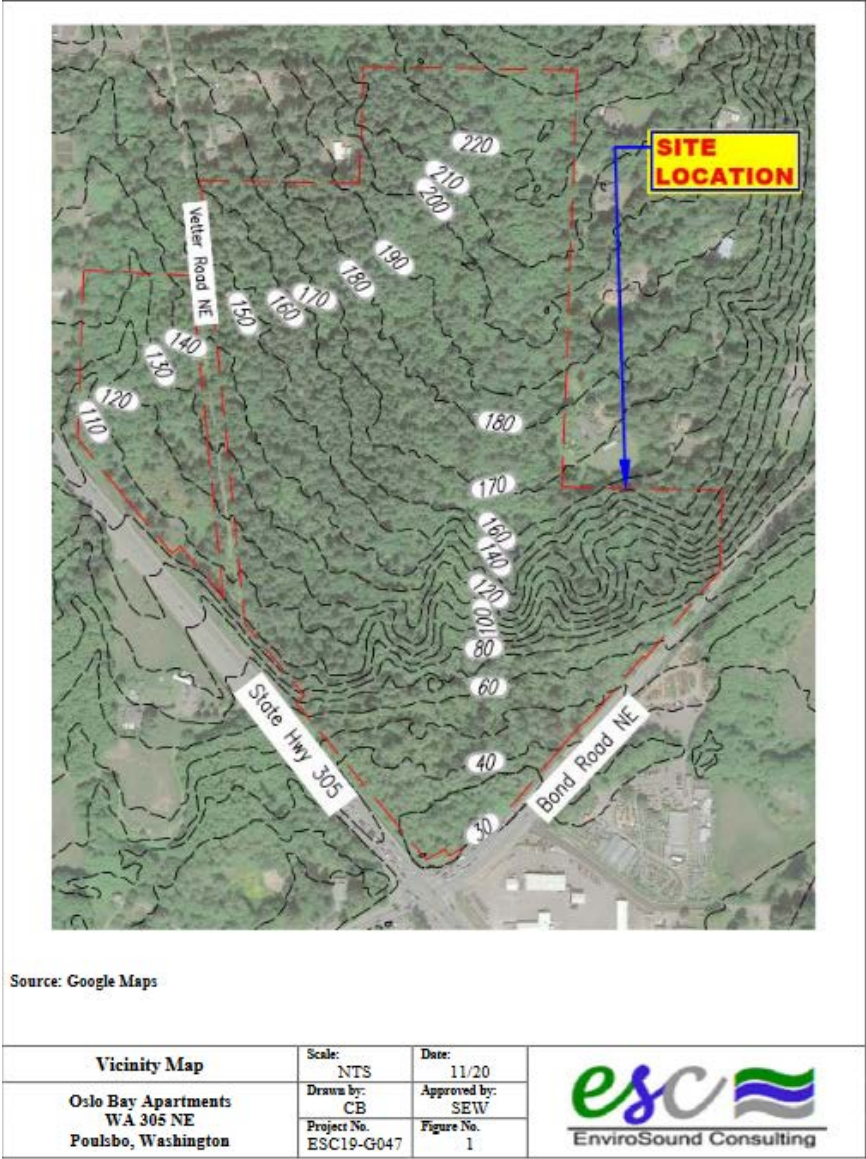 220
SITE
LOCATION
210
200
Vetter Road NE
190
180
170
160
150
140
130
120
110
180
170
160
140
120
100
80
60
State Hwy 305
40
Bond Road NE
30
Source: Google Maps
Vicinity Map
Scale:
NTS
Date:
11/20
Oslo Bay Apartments
WA 305 NE
Poulsbo, Washington
Drawn by:
CB
Approved by:
SEW
Project No.
ESC19-G047
Figure No.
1
esc
EnviroSound Consulting